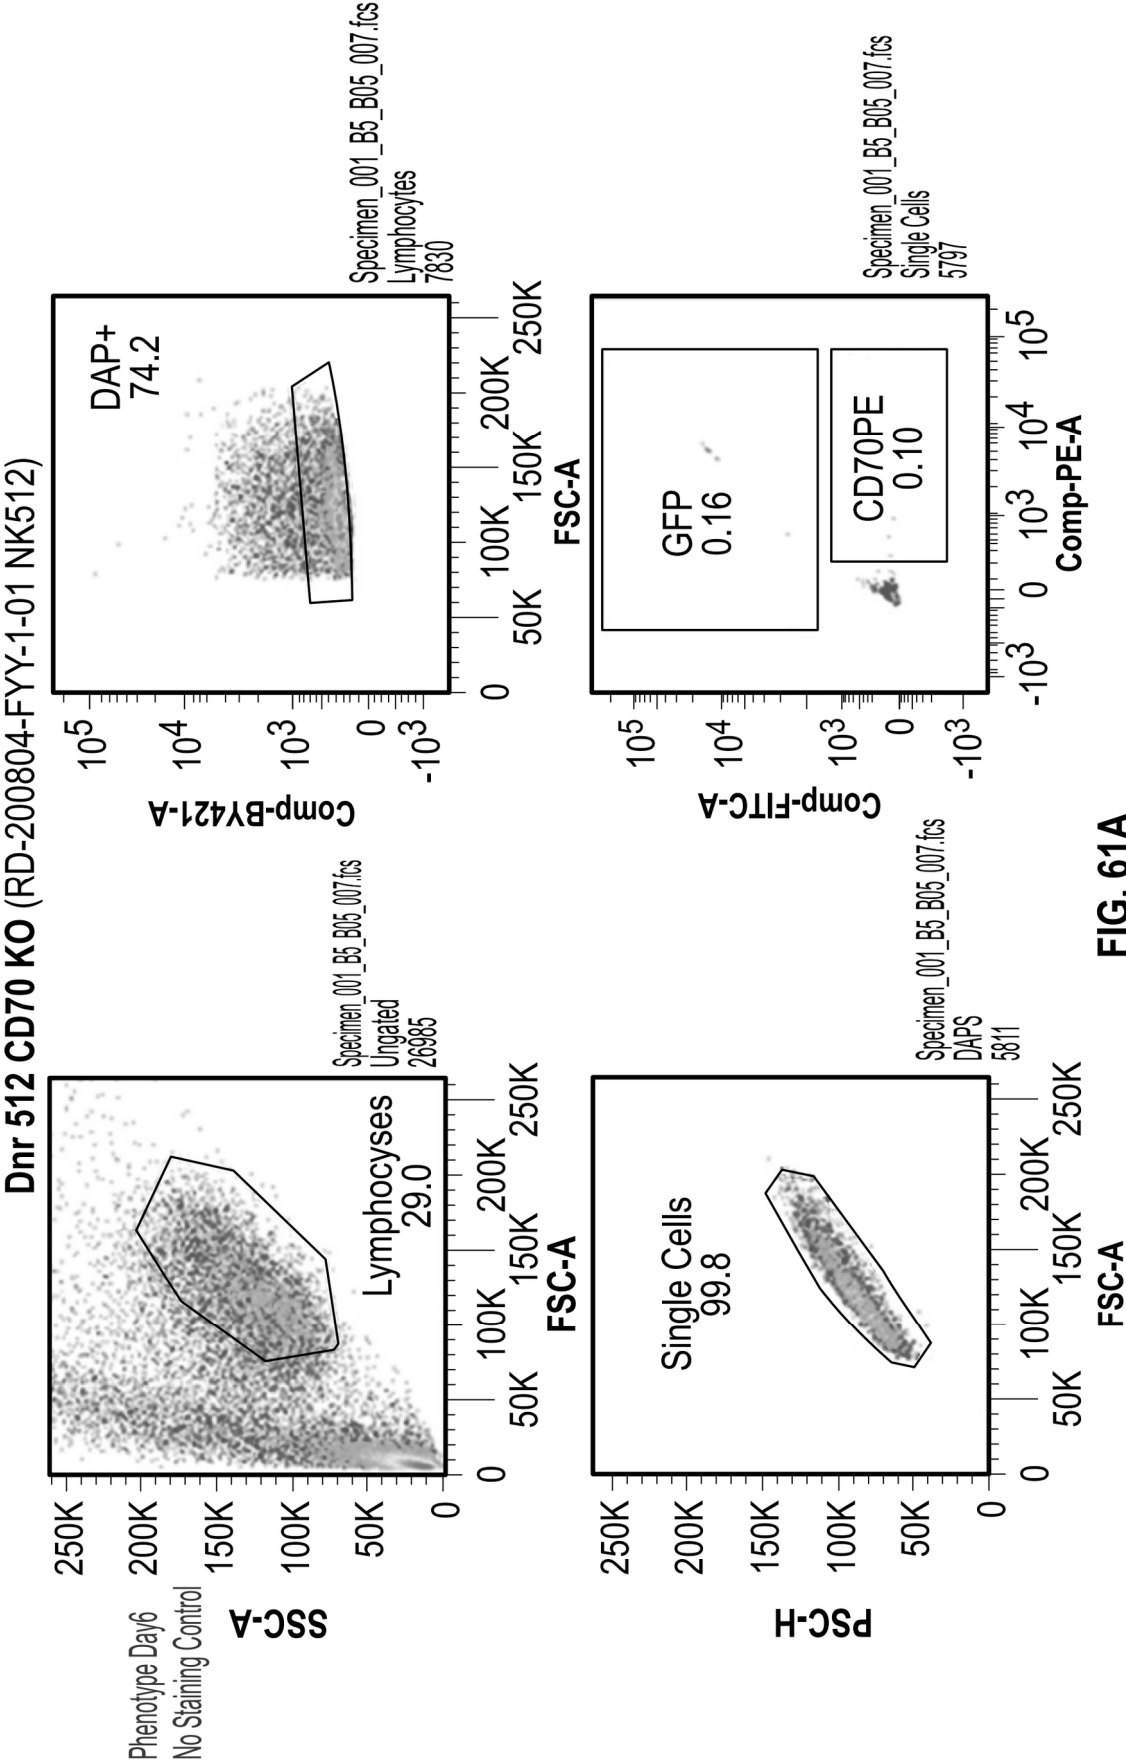 Dnr 512 CD70 KO (RD-200804-FYY-1-01 NK512)
Phenotype Day6
No Staining Control
SSC-A
250K
200K
150K
100K
50K
0
Lymphocyses
29.0
0
50K
100K
150K
200K
250K
FSC-A
Specimen_001_B5_B05_007.fcs
Ungated
26985
Comp-BY421-A
10^5
10^4
10^3
0
-10^3
DAP+
74.2
0
50K
100K
150K
200K
250K
FSC-A
Specimen_001_B5_B05_007.fcs
Lymphocytes
7830
PSC-H
250K
200K
150K
100K
50K
0
Single Cells
99.8
0
50K
100K
150K
200K
250K
FSC-A
Specimen_001_B5_B05_007.fcs
DAPS
5811
Comp-FITC-A
10^5
10^4
10^3
0
-10^3
GFP
0.16
CD70PE
0.10
-10^3
0
10^3
10^4
10^5
Comp-PE-A
Specimen_001_B5_B05_007.fcs
Single Cells
5797
FIG. 61A